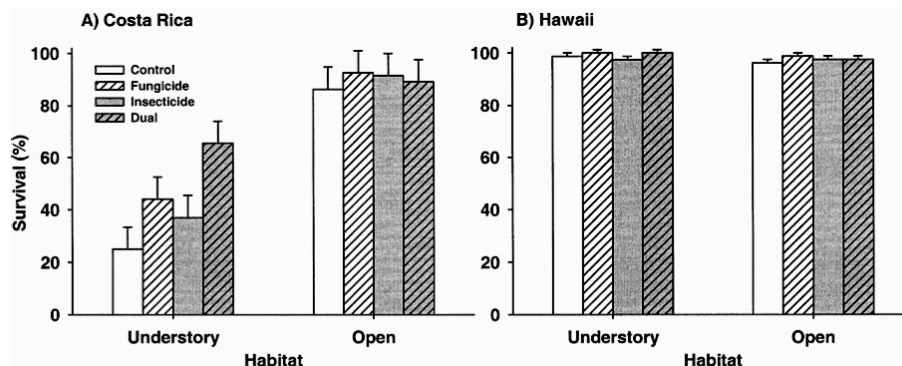 A) Costa Rica
B) Hawaii
100
80
60
40
20
0
Survival (%)
Control
Fungicide
Insecticide
Dual
Understory
Open
Habitat
100
80
60
40
20
0
Understory
Open
Habitat